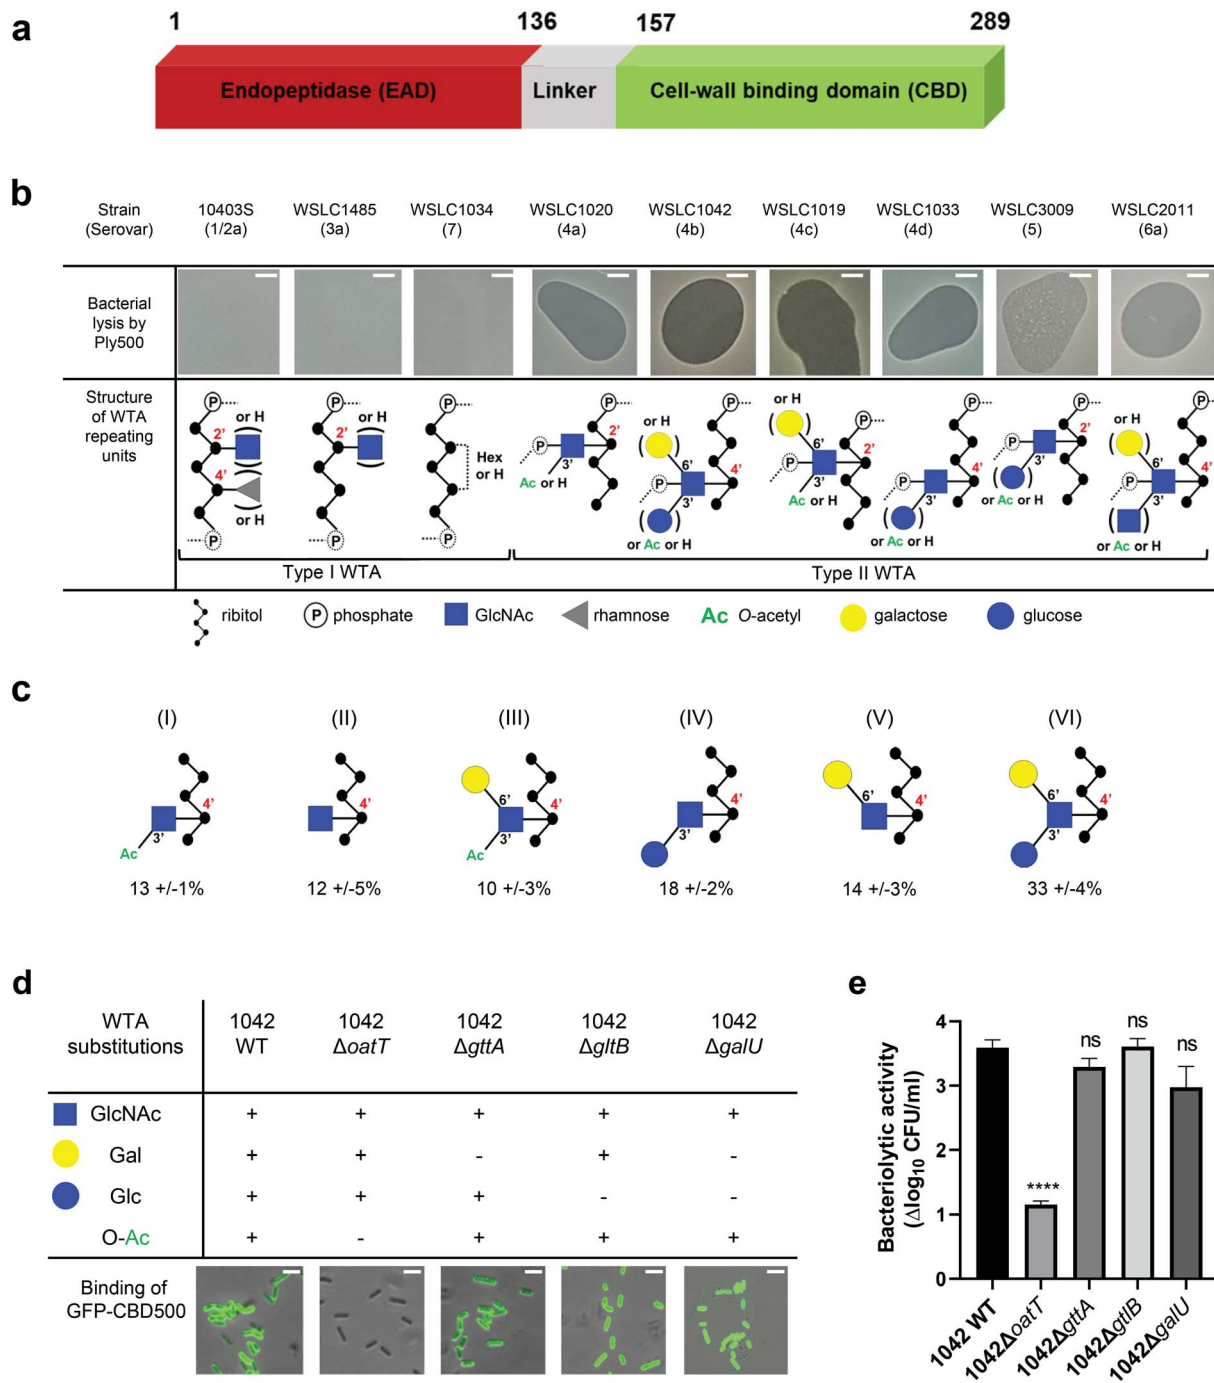 a
1 136 157 289
Endopeptidase (EAD) Linker Cell-wall binding domain (CBD)
b
Strain (Serovar)
10403S (1/2a)
WSLC1485 (3a)
WSLC1034 (7)
WSLC1020 (4a)
WSLC1042 (4b)
WSLC1019 (4c)
WSLC1033 (4d)
WSLC3009 (5)
WSLC2011 (6a)
Bacterial
lysis by
Ply500
Structure
of WTA
repeating
units
P
(or H)
2'
4'
or H
P
P
(or H)
2'
P
P
Hex
or H
P
P
2'
P
3'
Ac or H
or H
P
6'
4'
P
3'
or Ac or H
or H
P
6'
2'
P
3'
Ac or H
P
4'
P
3'
or Ac or H
P
2'
P
3'
or Ac or H
or H
P
6'
4'
P
3'
or Ac or H
Type I WTA
Type II WTA
ribitol P phosphate GlcNAc rhamnose Ac O-acetyl galactose glucose
c
(I) (II) (III) (IV) (V) (VI)
4'
3'
Ac
4'
6'
4'
3'
Ac
4'
3'
6'
4'
6'
4'
3'
13 +/-1% 12 +/-5% 10 +/-3% 18 +/-2% 14 +/-3% 33 +/-4%
d
WTA
substitutions
1042
WT
1042
ΔoatT
1042
ΔgttA
1042
ΔgltB
1042
ΔgalU
GlcNAc + + + + +
Gal + + - + -
Glc + + + - -
O-Ac + - + + +
Binding of
GFP-CBD500
e
Bacteriolytic activity
(Δlog10 CFU/ml)
4
3
2
1
0
****
ns
ns
ns
1042 WT
1042ΔoatT
1042ΔgttA
1042ΔgtlB
1042ΔgalU